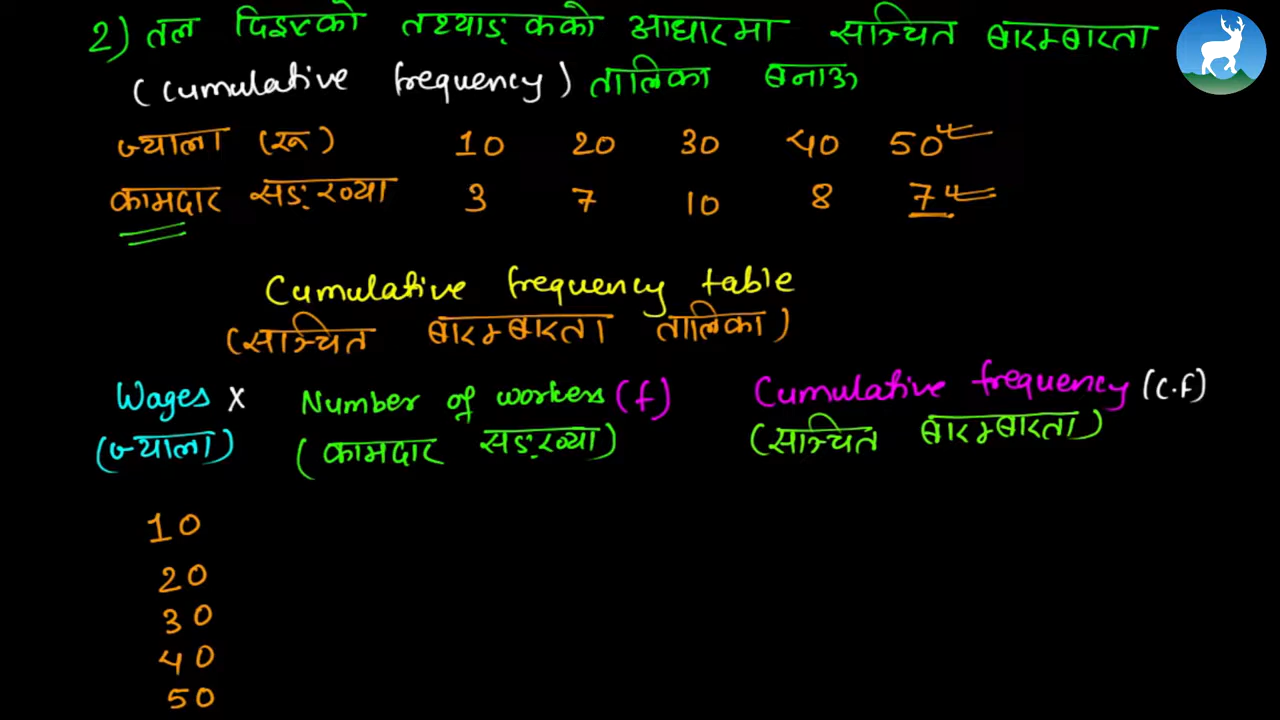 2) तल दिइएको तथ्याङ्कको आधारमा सञ्चित बारम्बारता
(Cumulative frequency) तालिका बनाऊ
ज्याला (रू) 10 20 30 40 50
कामदार सङ्ख्या 3 7 10 8 7
Cumulative frequency table
(सञ्चित बारम्बारता तालिका)
Wages X Number of workers (f) Cumulative frequency (c.f)
(ज्याला) (कामदार सङ्ख्या) (सञ्चित बारम्बारता)
10
20
30
40
50